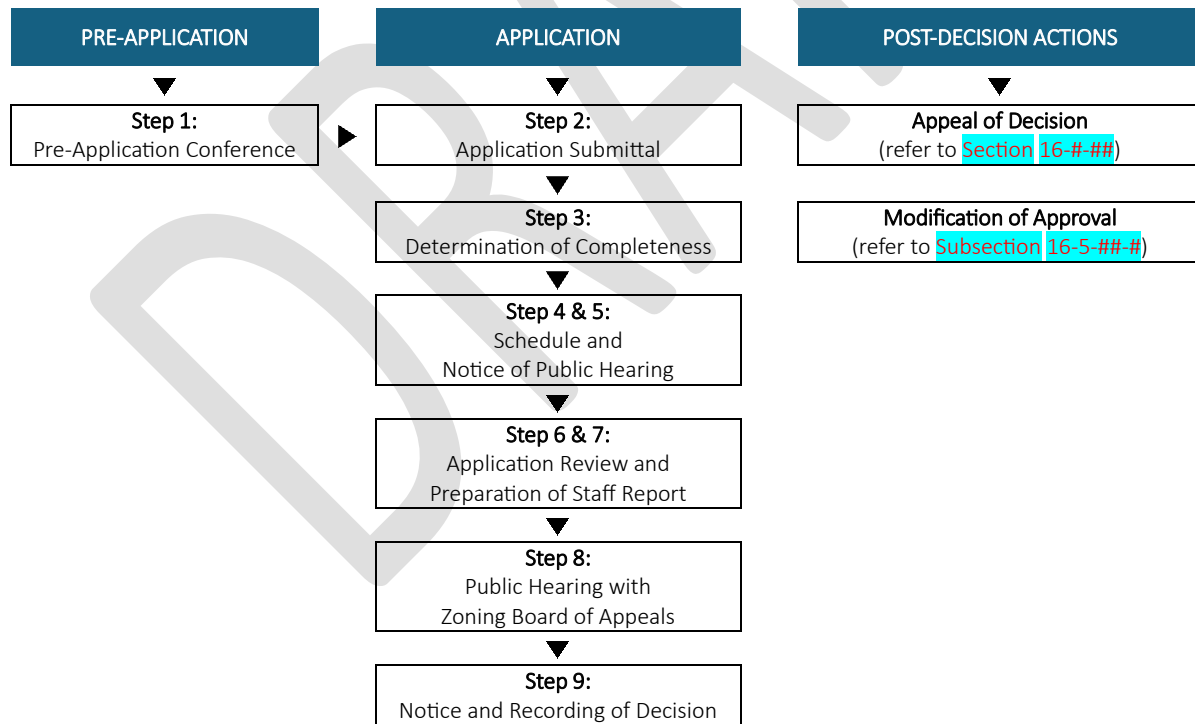 PRE-APPLICATION
Step 1:
Pre-Application Conference
APPLICATION
Step 2:
Application Submittal
Step 3:
Determination of Completeness
Step 4 & 5:
Schedule and
Notice of Public Hearing
Step 6 & 7:
Application Review and
Preparation of Staff Report
Step 8:
Public Hearing with
Zoning Board of Appeals
Step 9:
Notice and Recording of Decision
POST-DECISION ACTIONS
Appeal of Decision
(refer to Section 16-#-##)
Modification of Approval
(refer to Subsection 16-5-##-#)
DRA